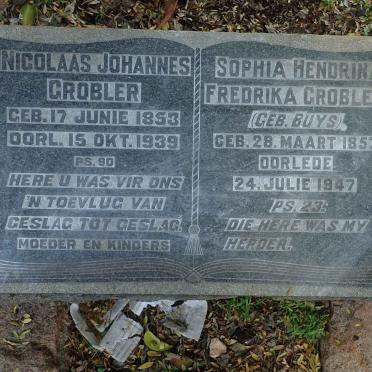 NICOLAAS JOHANNES
GROBLER
GEB. 17 JUNIE 1853
OORL. 15 OKT. 1939
PS. 90
HERE U WAS VIR ONS
'N TOEVLUG VAN
GESLAG TOT GESLAG.
MOEDER EN KINDERS
SOPHIA HENDRIN
FREDRIKA GROBLE
(GEB. BUYS)
GEB. 28. MAART 1857
OORLEDE
24. JULIE 1947
PS. 23.
DIE HERE WAS MY
HERDER.